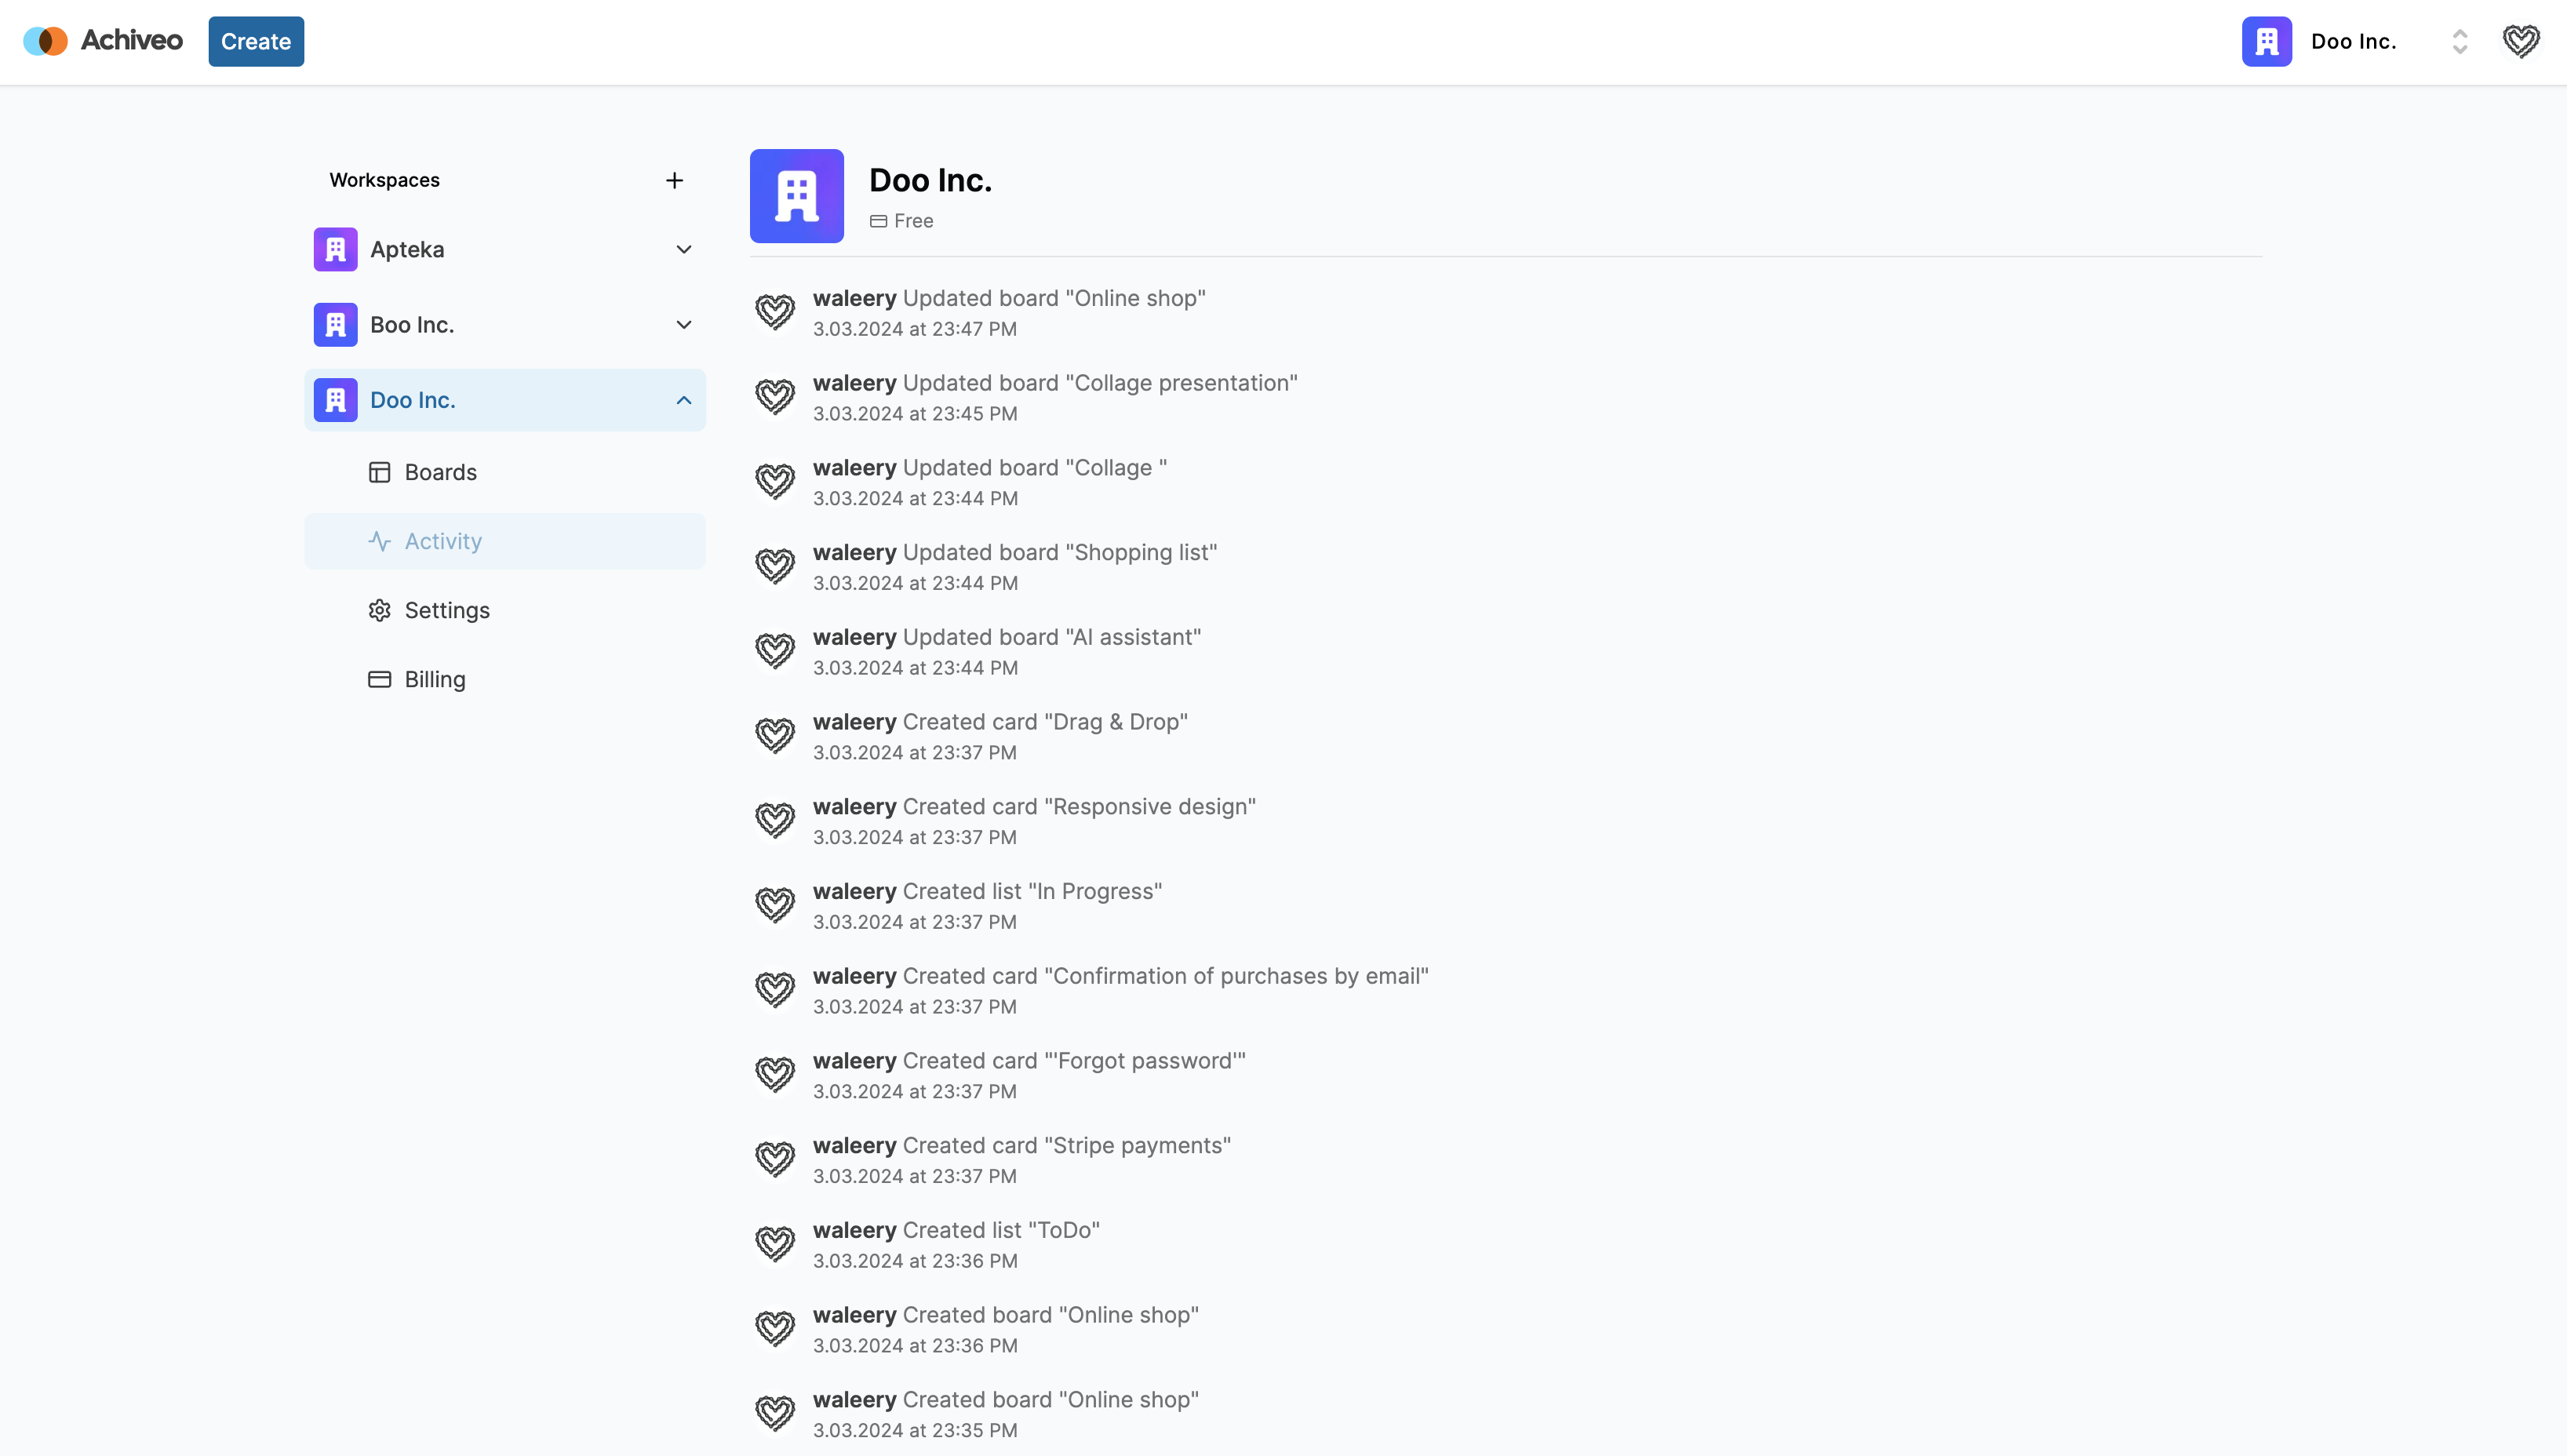 Achiveo
Create
Doo Inc.
Workspaces
Apteka
Boo Inc.
Doo Inc.
Boards
Activity
Settings
Billing
Doo Inc.
Free
waleery Updated board "Online shop"
3.03.2024 at 23:47 PM
waleery Updated board "Collage presentation"
3.03.2024 at 23:45 PM
waleery Updated board "Collage "
3.03.2024 at 23:44 PM
waleery Updated board "Shopping list"
3.03.2024 at 23:44 PM
waleery Updated board "AI assistant"
3.03.2024 at 23:44 PM
waleery Created card "Drag & Drop"
3.03.2024 at 23:37 PM
waleery Created card "Responsive design"
3.03.2024 at 23:37 PM
waleery Created list "In Progress"
3.03.2024 at 23:37 PM
waleery Created card "Confirmation of purchases by email"
3.03.2024 at 23:37 PM
waleery Created card "'Forgot password'"
3.03.2024 at 23:37 PM
waleery Created card "Stripe payments"
3.03.2024 at 23:37 PM
waleery Created list "ToDo"
3.03.2024 at 23:36 PM
waleery Created board "Online shop"
3.03.2024 at 23:36 PM
waleery Created board "Online shop"
3.03.2024 at 23:35 PM